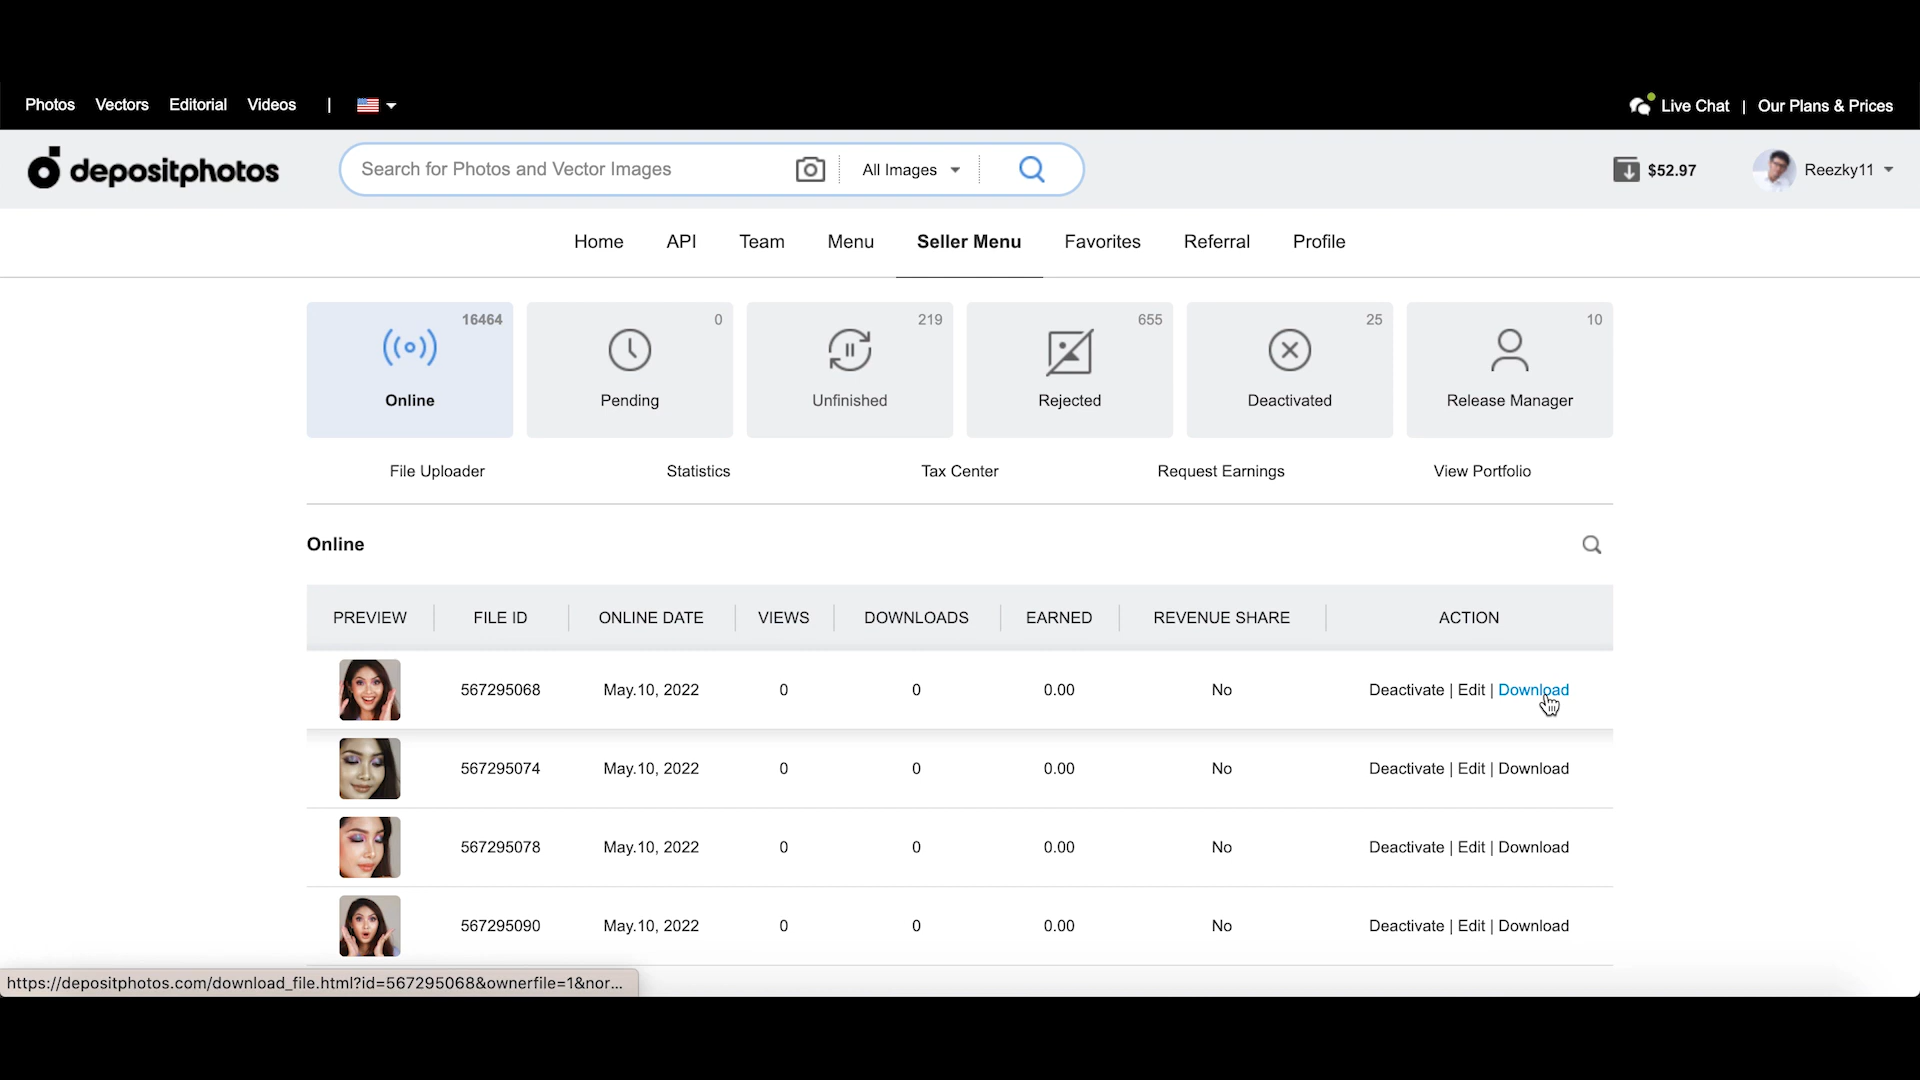 Photos Vectors Editorial Videos |
Live Chat | Our Plans & Prices
depositphotos
Search for Photos and Vector Images
All Images
$52.97
Reezky11
Home API Team Menu Seller Menu Favorites Referral Profile
16464 0 219 655 25 10
Online Pending Unfinished Rejected Deactivated Release Manager
File Uploader Statistics Tax Center Request Earnings View Portfolio
Online
PREVIEW FILE ID ONLINE DATE VIEWS DOWNLOADS EARNED REVENUE SHARE ACTION
567295068 May.10, 2022 0 0 0.00 No Deactivate | Edit | Download
567295074 May.10, 2022 0 0 0.00 No Deactivate | Edit | Download
567295078 May.10, 2022 0 0 0.00 No Deactivate | Edit | Download
567295090 May.10, 2022 0 0 0.00 No Deactivate | Edit | Download
https://depositphotos.com/download_file.html?id=567295068&ownerfile=1&nor...